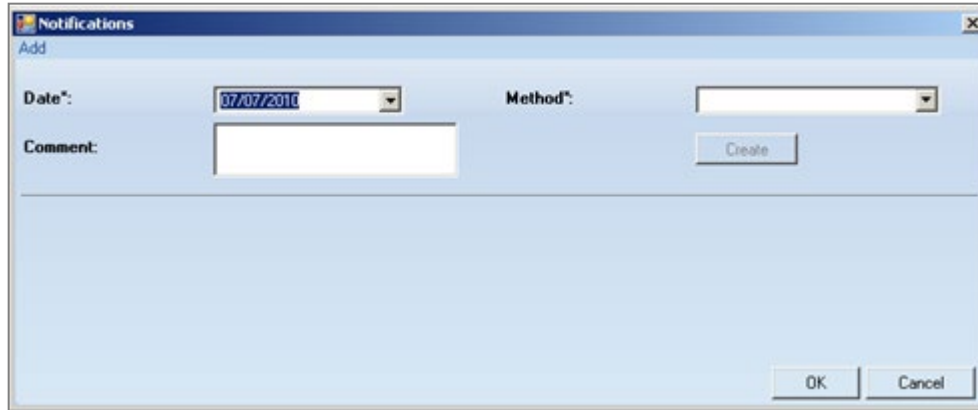 Notifications
Add
Date*: 07/07/2010 Method*:
Comment: Create
OK Cancel